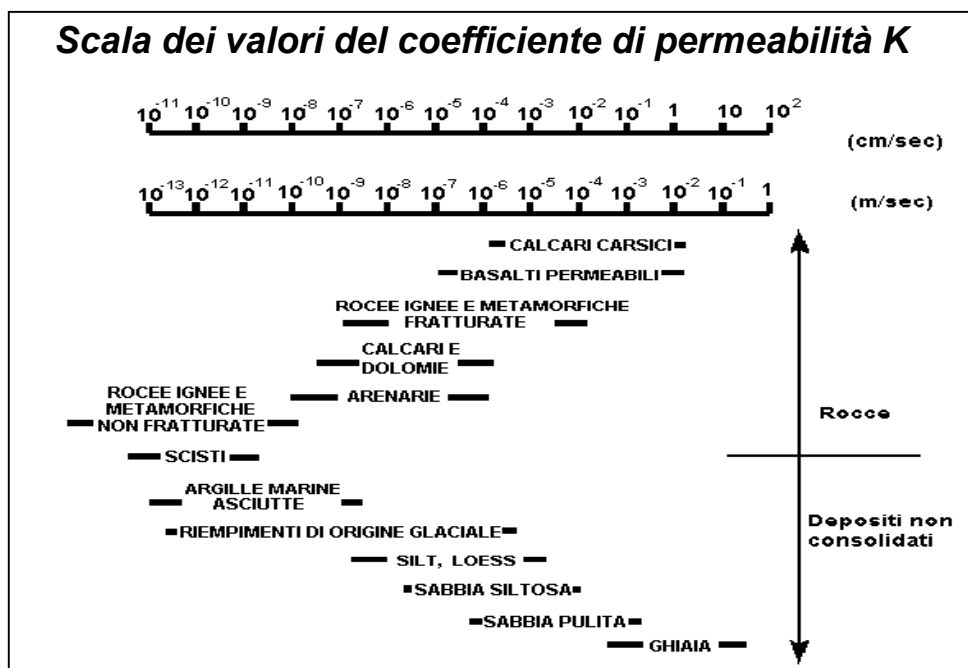 Scala dei valori del coefficiente di permeabilità K
10-11 10-10 10-9 10-8 10-7 10-6 10-5 10-4 10-3 10-2 10-1 1 10 102
(cm/sec)
10-13 10-12 10-11 10-10 10-9 10-8 10-7 10-6 10-5 10-4 10-3 10-2 10-1 1
(m/sec)
CALCARI CARSICI
BASALTI PERMEABILI
ROCEE IGNEE E METAMORFICHE
FRATTURATE
CALCARI E
DOLOMIE
ROCEE IGNEE E
METAMORFICHE
NON FRATTURATE
ARENARIE
Rocce
SCISTI
ARGILLE MARINE
ASCIUTTE
Depositi non
consolidati
RIEMPIMENTI DI ORIGINE GLACIALE
SILT, LOESS
SABBIA SILTOSA
SABBIA PULITA
GHIAIA